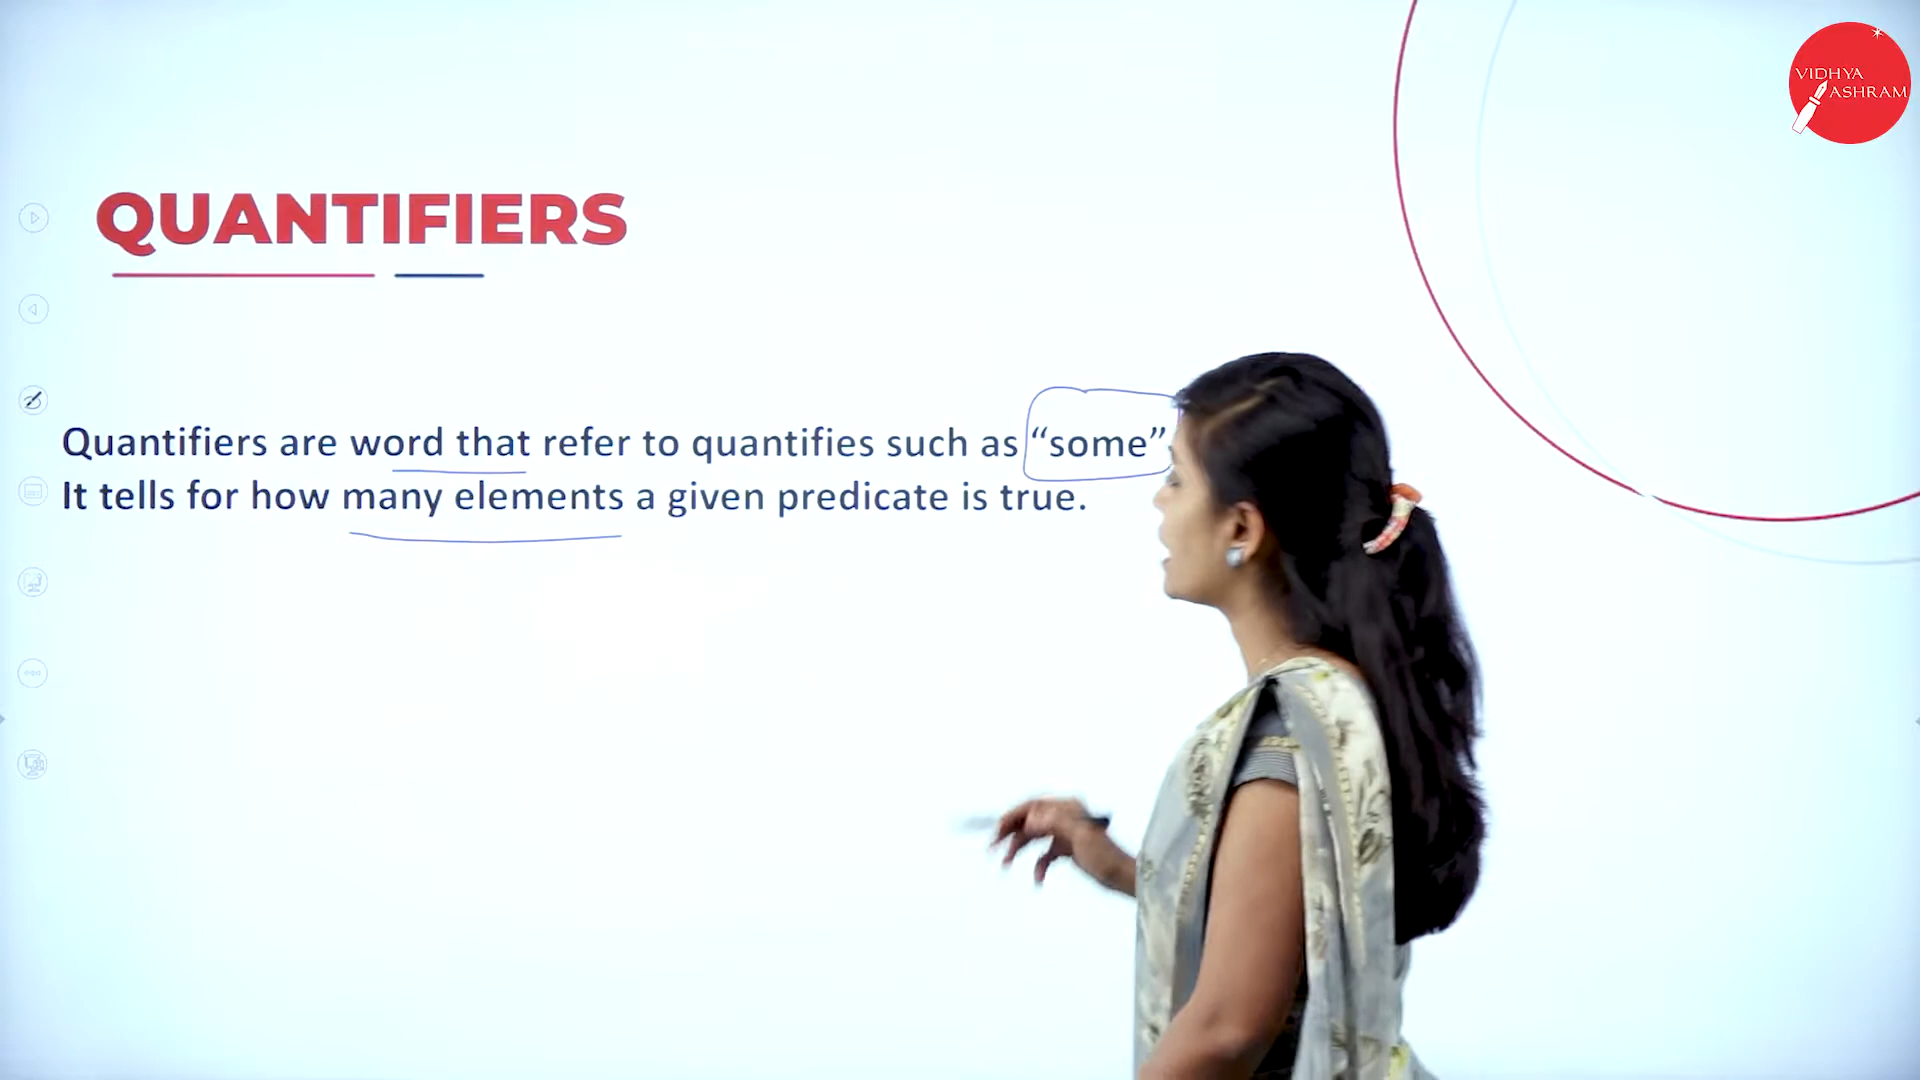 VIDHYA
ASHRAM
QUANTIFIERS
Quantifiers are word that refer to quantifies such as “some”
It tells for how many elements a given predicate is true.